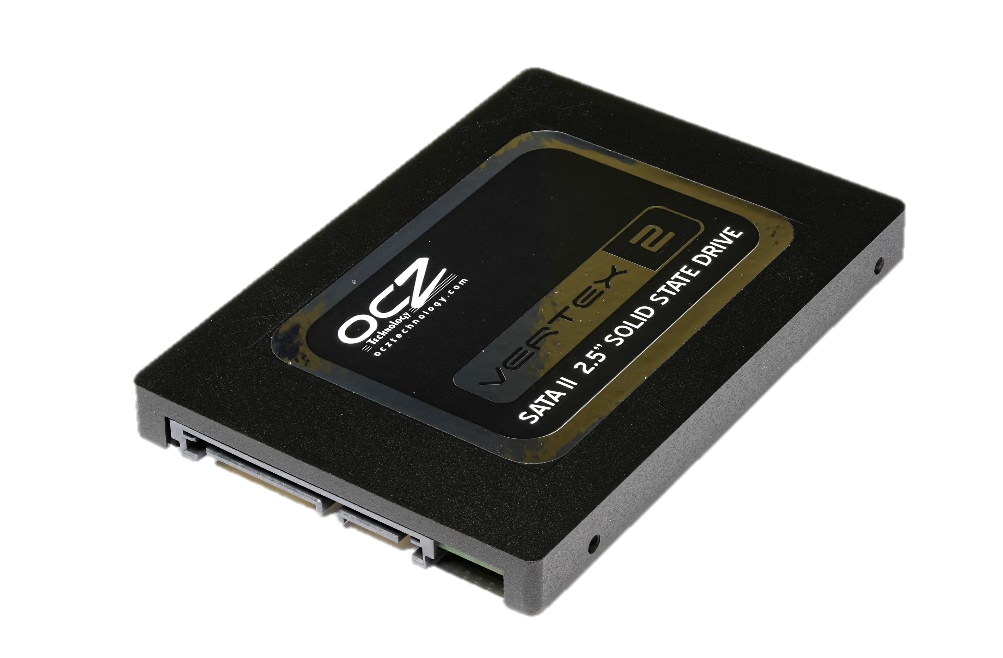 OCZ
Technology
ocztechnology.com
VERTEX 2
SATA II 2.5" SOLID STATE DRIVE